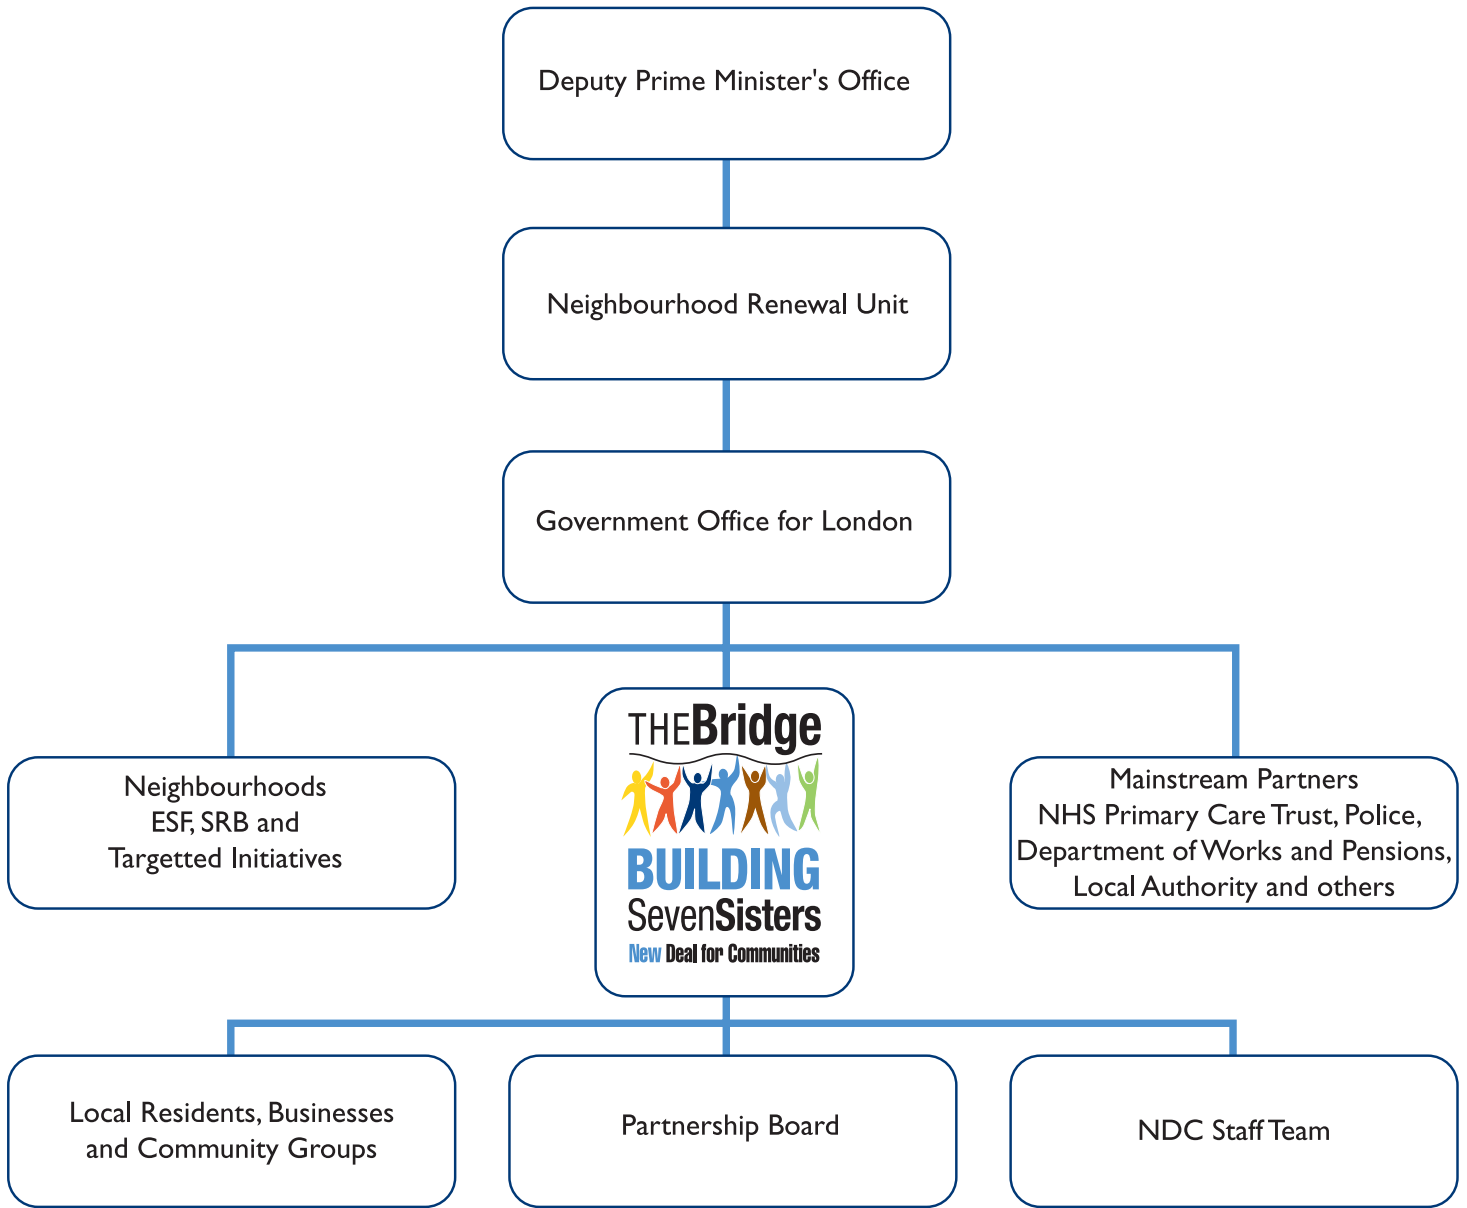 Deputy Prime Minister's Office
Neighbourhood Renewal Unit
Government Office for London
THEBridge
BUILDING
SevenSisters
New Deal for Communities
Neighbourhoods
ESF, SRB and
Targetted Initiatives
Mainstream Partners
NHS Primary Care Trust, Police,
Department of Works and Pensions,
Local Authority and others
Local Residents, Businesses
and Community Groups
Partnership Board
NDC Staff Team